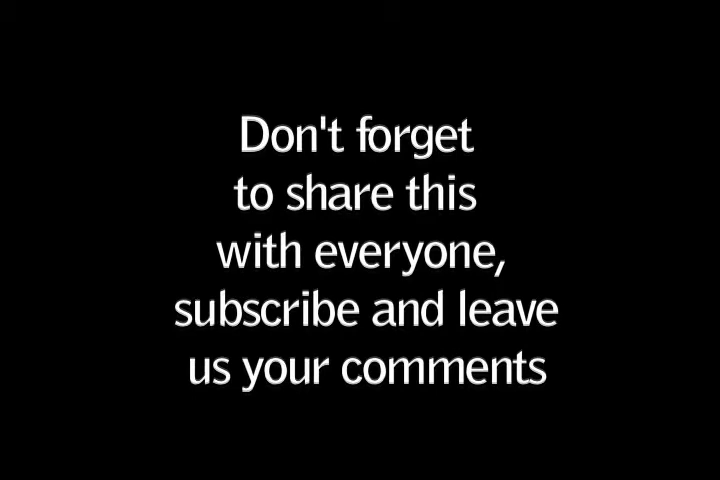 Don't forget
to share this
with everyone,
subscribe and leave
us your comments